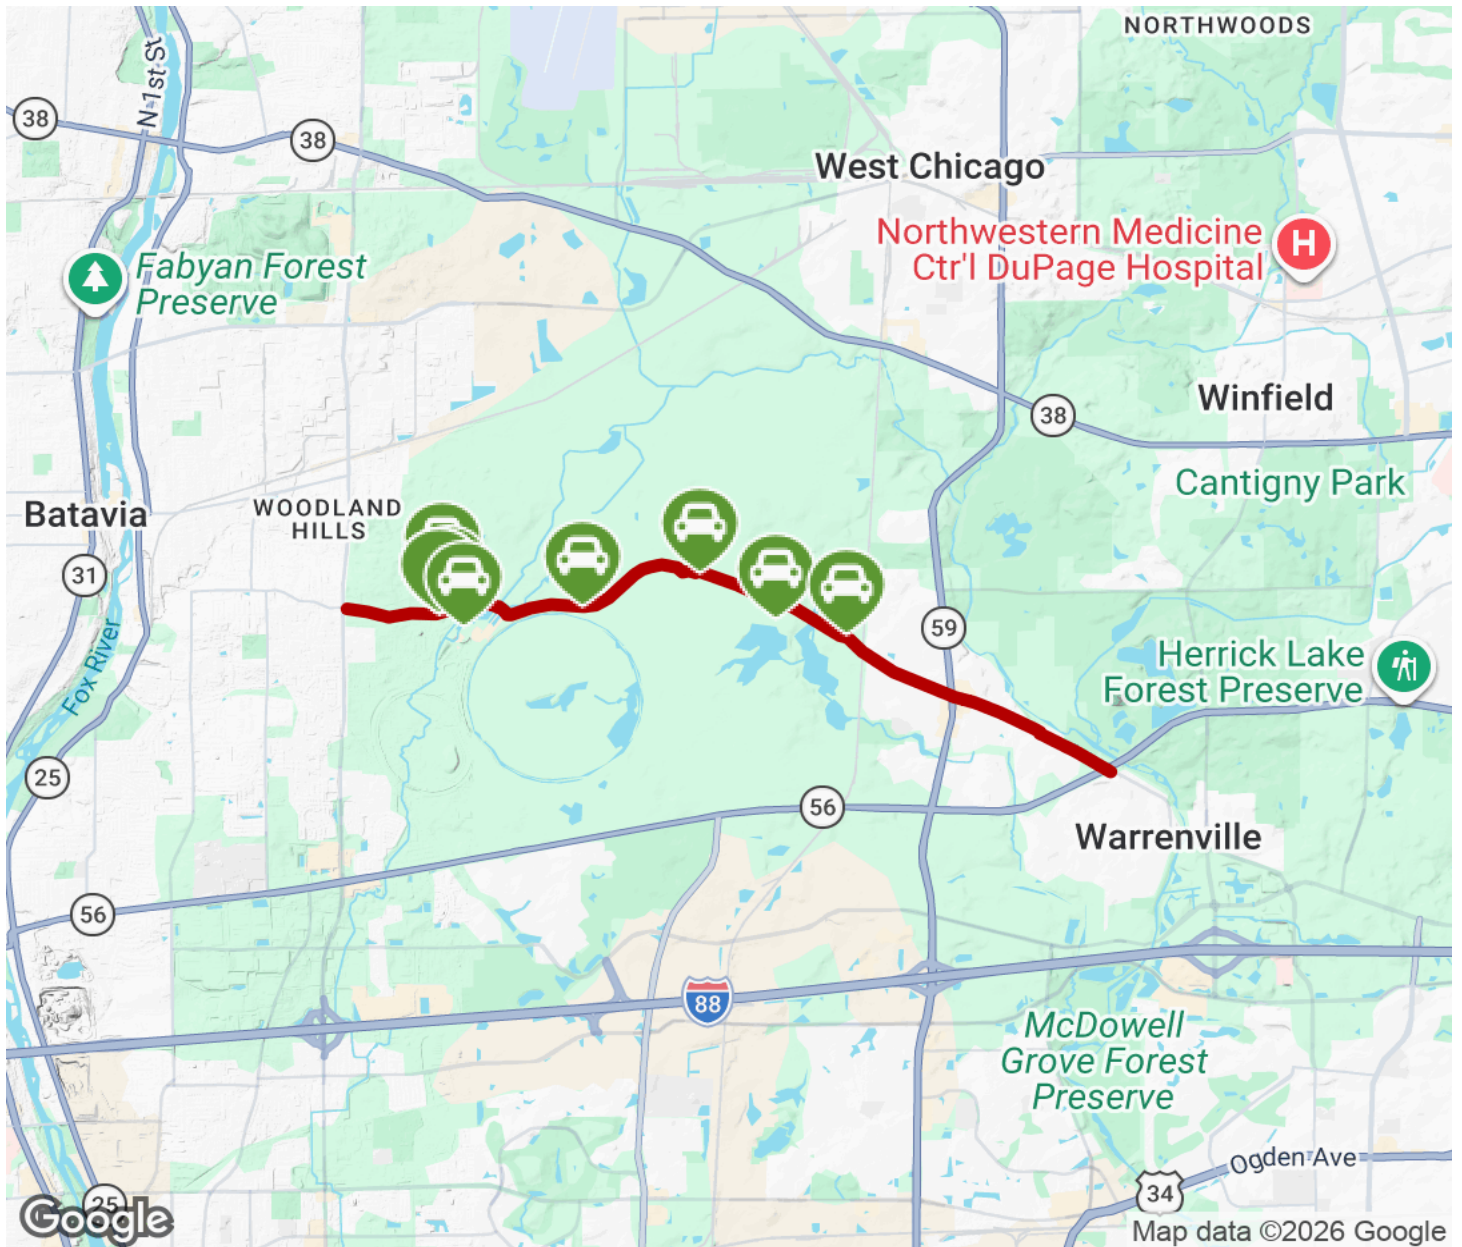 NORTHWOODS
N 1st St
38
38
West Chicago
Northwestern Medicine
Ctr'l DuPage Hospital
H
Fabyan Forest
Preserve
Winfield
38
Cantigny Park
WOODLAND
HILLS
Batavia
31
59
Fox River
Herrick Lake
Forest Preserve
25
56
Warrenville
56
88
McDowell
Grove Forest
Preserve
Ogden Ave
34
25
Google
Map data ©2026 Google